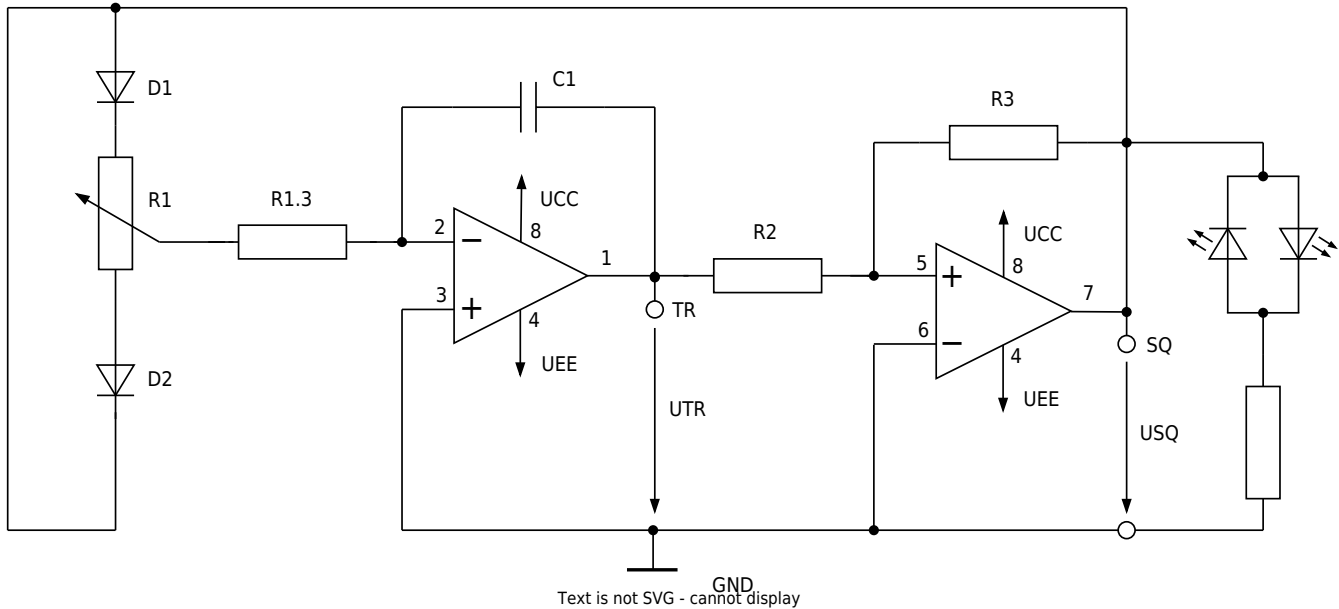 D1
C1
R3
R1
R1.3
UCC
8
2
−
1
R2
UCC
8
5
+
7
3
+
4
TR
6
−
4
SQ
UEE
D2
UEE
UTR
USQ
GND
Text is not SVG - cannot display